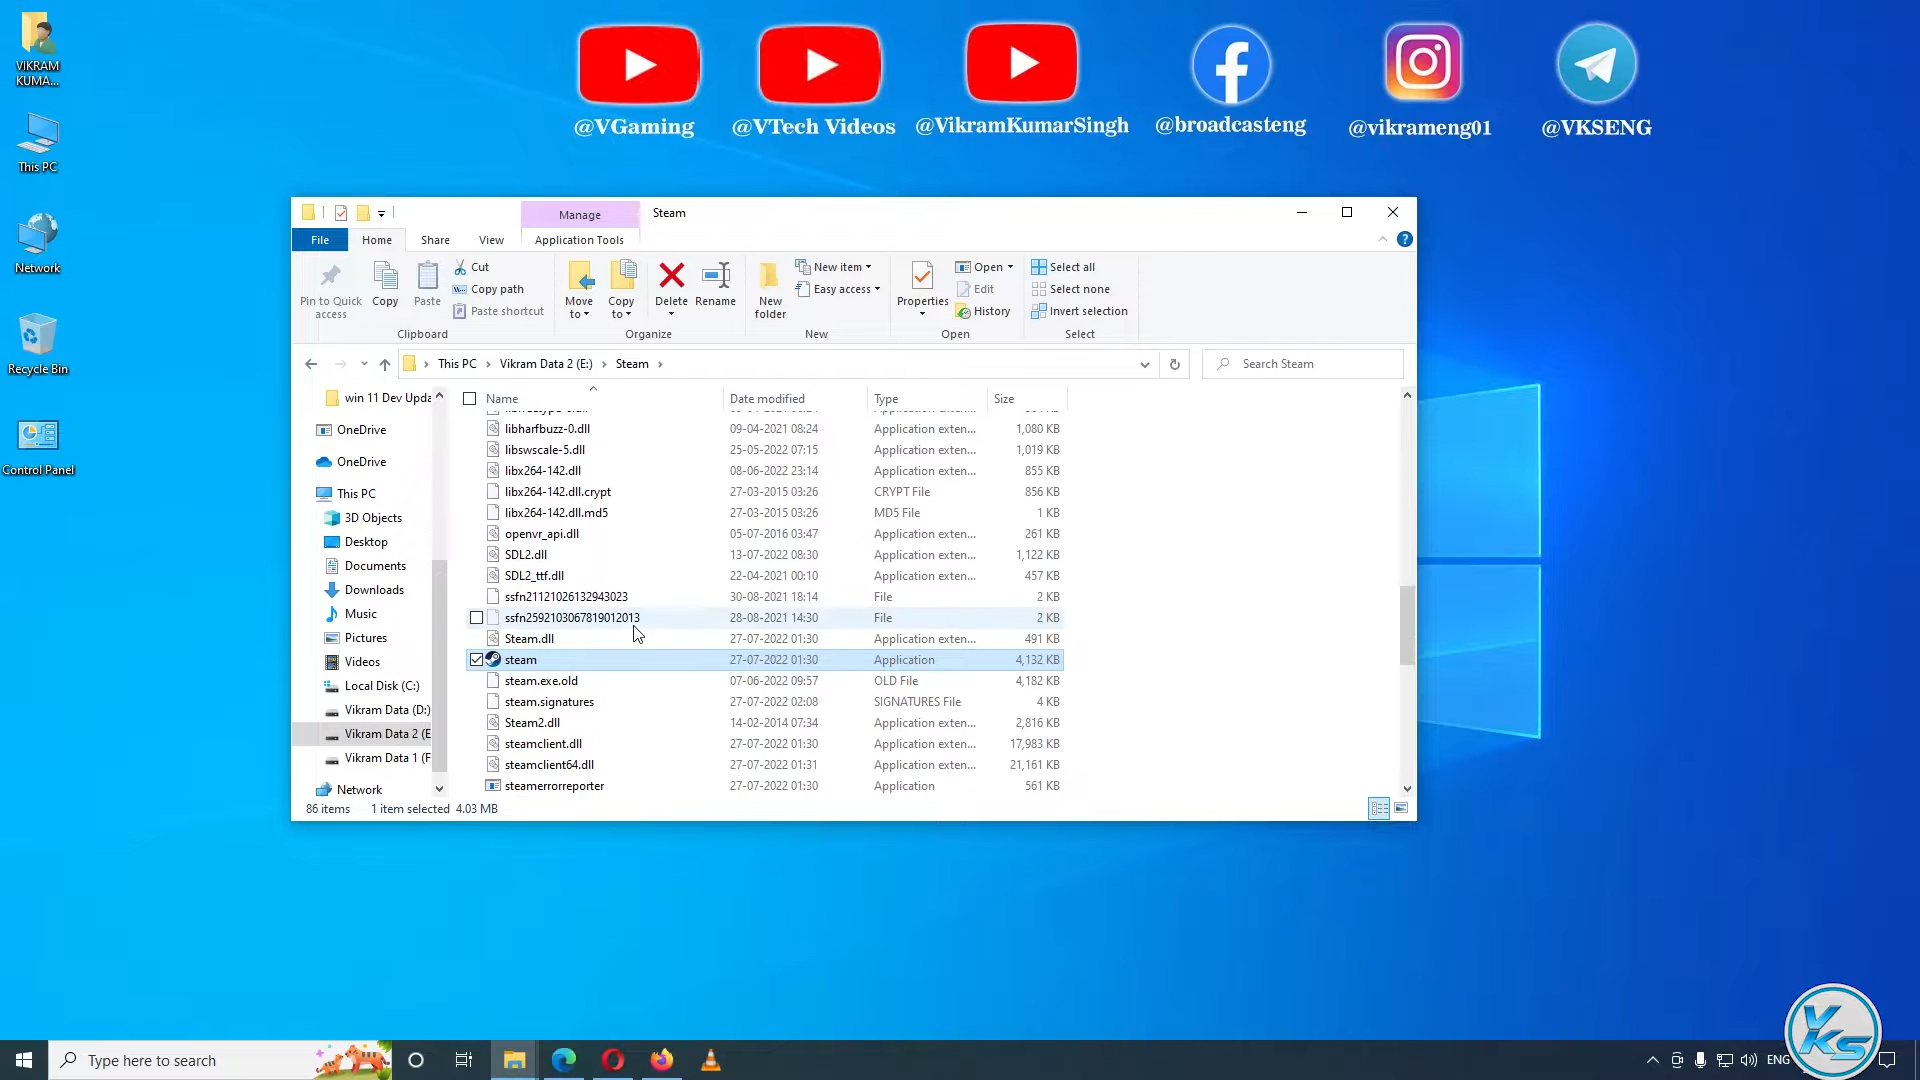 VIKRAM
KUMA...
This PC
Network
Recycle Bin
Control Panel
@VGaming
@VTech Videos
@VikramKumarSingh
@broadcasteng
@vikrameng01
@VKSENG
Manage
Steam
File
Home
Share
View
Application Tools
Pin to Quick
access
Copy
Paste
Cut
Copy path
Paste shortcut
Clipboard
Move
to
Copy
to
Delete
Rename
Organize
New
folder
New item
Easy access
New
Properties
Open
Edit
History
Open
Select all
Select none
Invert selection
Select
This PC > Vikram Data 2 (E:) > Steam >
Search Steam
win 11 Dev Upda
OneDrive
OneDrive
This PC
3D Objects
Desktop
Documents
Downloads
Music
Pictures
Videos
Local Disk (C:)
Vikram Data (D:)
Vikram Data 2 (E
Vikram Data 1 (F
Network
Name Date modified Type Size
libharfbuzz-0.dll 09-04-2021 08:24 Application exten... 1,080 KB
libswscale-5.dll 25-05-2022 07:15 Application exten... 1,019 KB
libx264-142.dll 08-06-2022 23:14 Application exten... 855 KB
libx264-142.dll.crypt 27-03-2015 03:26 CRYPT File 856 KB
libx264-142.dll.md5 27-03-2015 03:26 MD5 File 1 KB
openvr_api.dll 05-07-2016 03:47 Application exten... 261 KB
SDL2.dll 13-07-2022 08:30 Application exten... 1,122 KB
SDL2_ttf.dll 22-04-2021 00:10 Application exten... 457 KB
ssfn21121026132943023 30-08-2021 18:14 File 2 KB
ssfn2592103067819012013 28-08-2021 14:30 File 2 KB
Steam.dll 27-07-2022 01:30 Application exten... 491 KB
steam 27-07-2022 01:30 Application 4,132 KB
steam.exe.old 07-06-2022 09:57 OLD File 4,182 KB
steam.signatures 27-07-2022 02:08 SIGNATURES File 4 KB
Steam2.dll 14-02-2014 07:34 Application exten... 2,816 KB
steamclient.dll 27-07-2022 01:30 Application exten... 17,983 KB
steamclient64.dll 27-07-2022 01:31 Application exten... 21,161 KB
steamerrorreporter 27-07-2022 01:30 Application 561 KB
86 items 1 item selected 4.03 MB
Type here to search
ENG
VKS